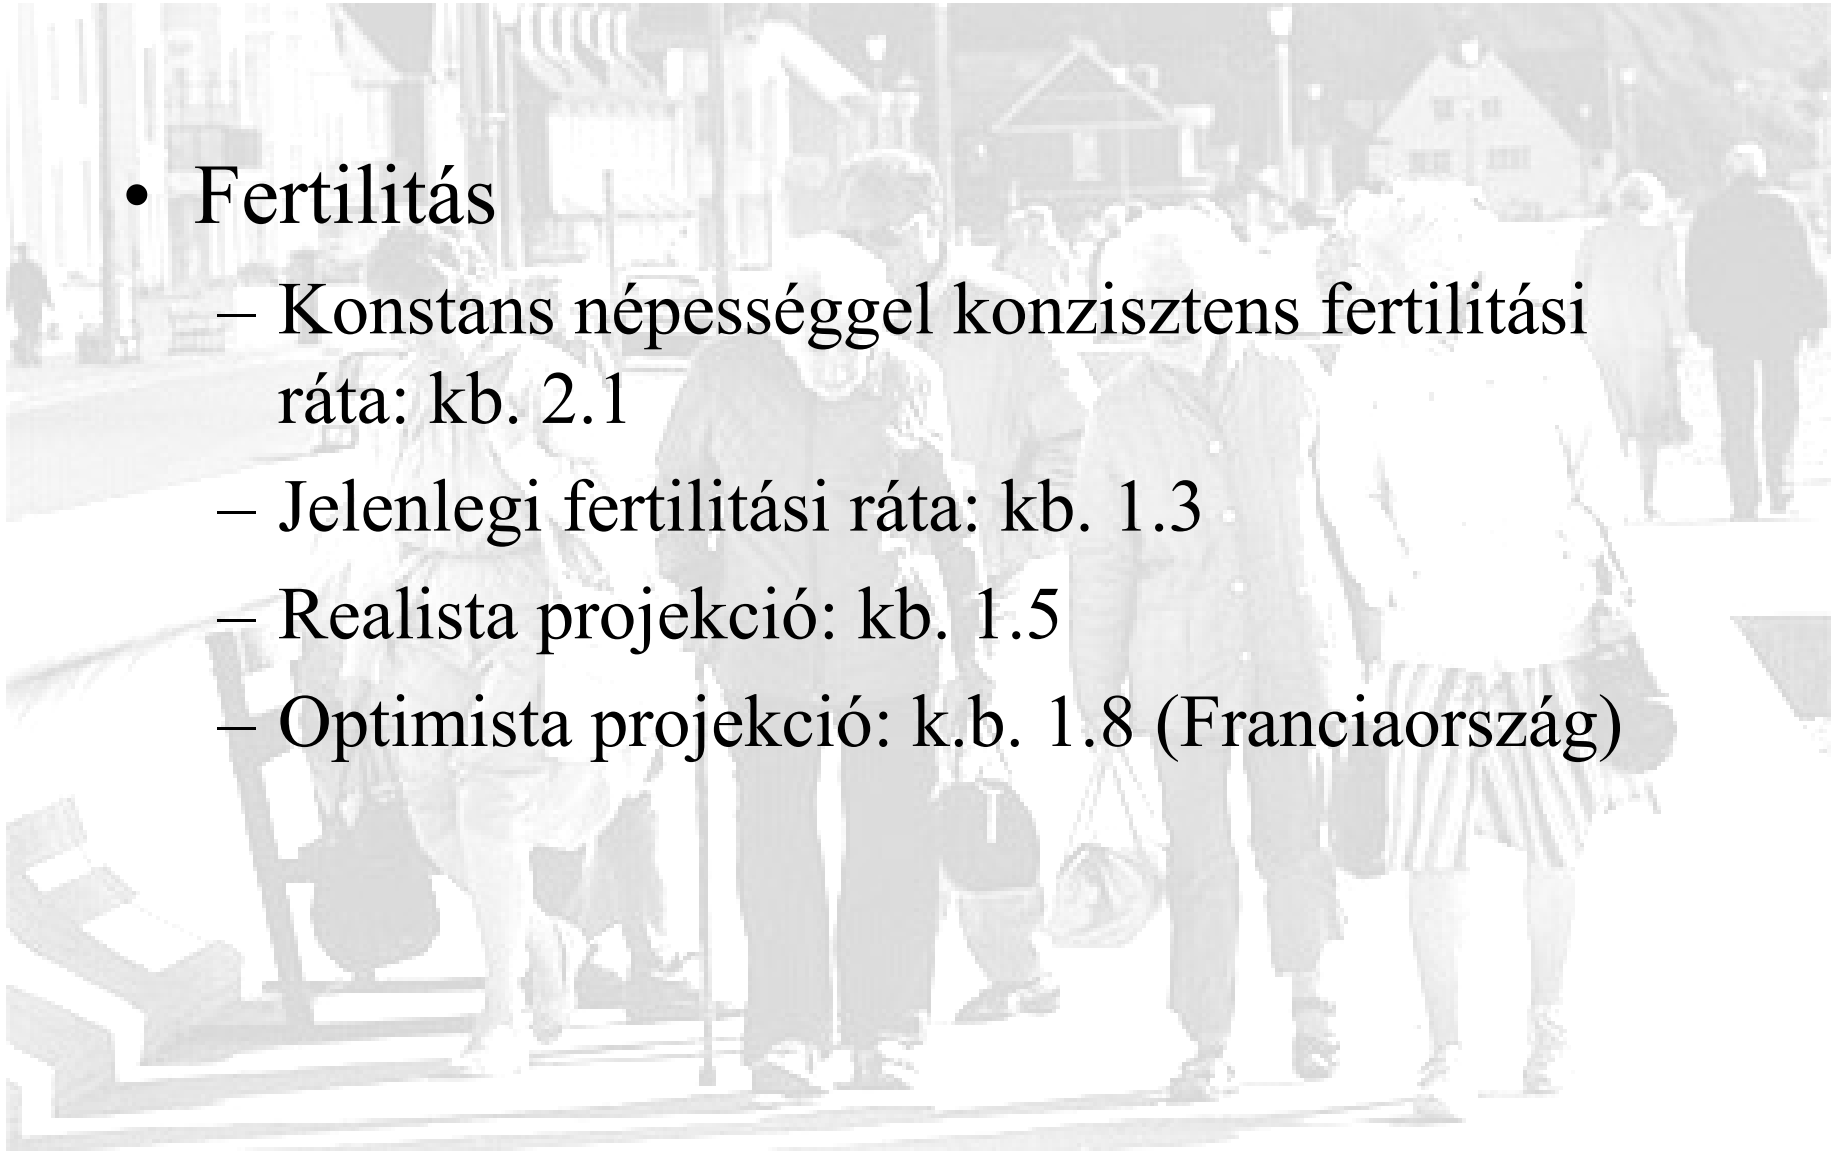 • Fertilitás
– Konstans népességgel konzisztens fertilitási
ráta: kb. 2.1
– Jelenlegi fertilitási ráta: kb. 1.3
– Realista projekció: kb. 1.5
– Optimista projekció: k.b. 1.8 (Franciaország)